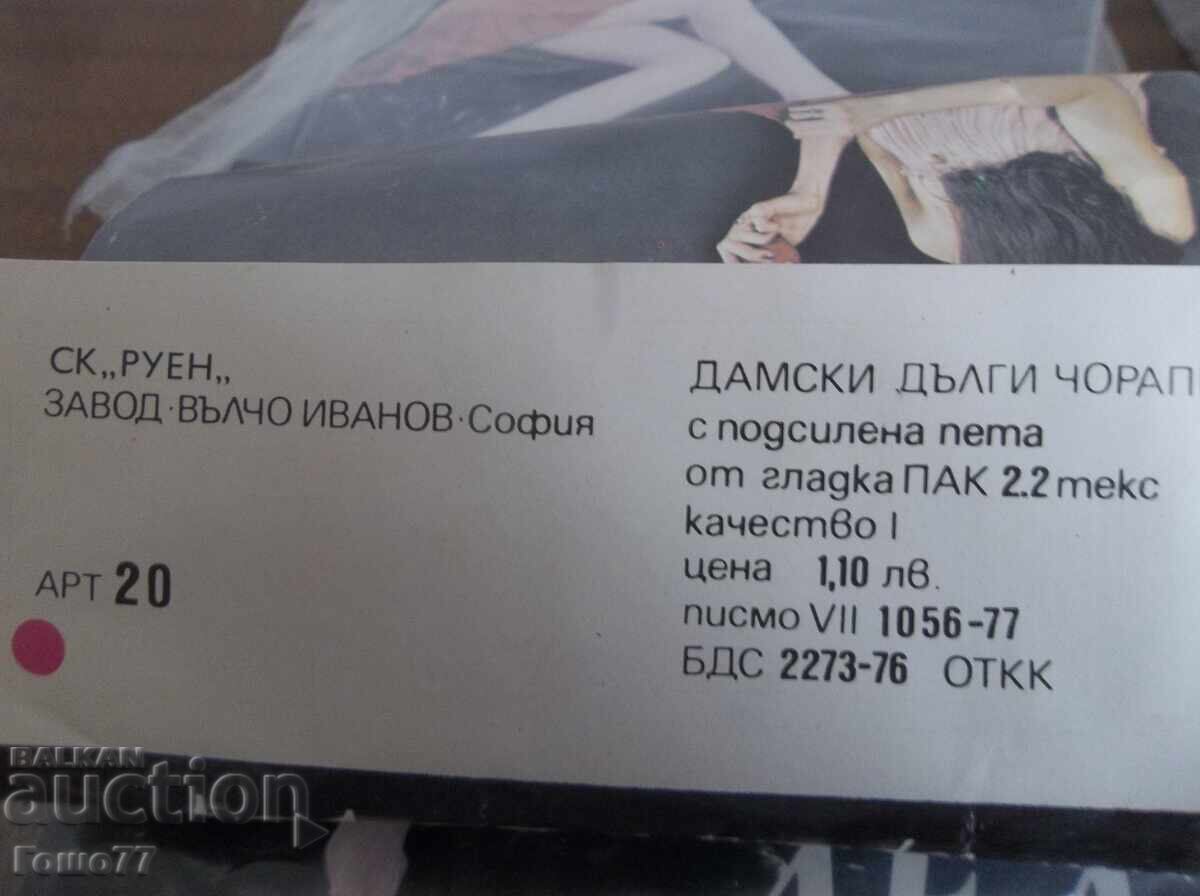 СК „РУЕН„
ЗАВОД·ВЪЛЧО ИВАНОВ·София
АРТ 20
ДАМСКИ ДЪЛГИ ЧОРАП
с подсилена пета
от гладка ПАК 2.2 текс
качество I
цена 1,10 лв.
писмо VII 1056-77
БДС 2273-76 ОТКК
BALKAN
auction
Гошо77